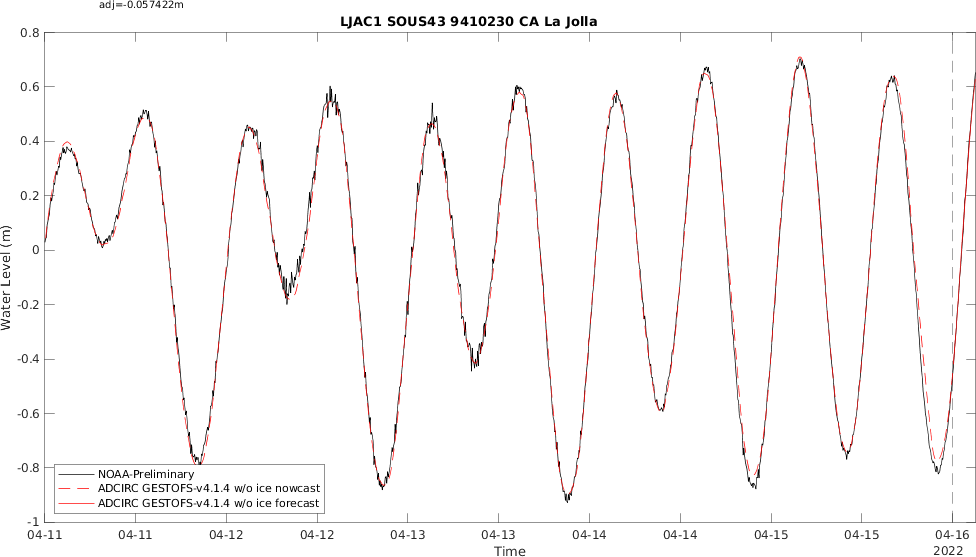 adj=-0.057422m
LJAC1 SOUS43 9410230 CA La Jolla
0.8
0.6
0.4
0.2
0
-0.2
-0.4
-0.6
-0.8
-1
Water Level (m)
NOAA-Preliminary
ADCIRC GESTOFS-v4.1.4 w/o ice nowcast
ADCIRC GESTOFS-v4.1.4 w/o ice forecast
04-11 04-11 04-12 04-12 04-13 04-13 04-14 04-14 04-15 04-15 04-16
Time
2022